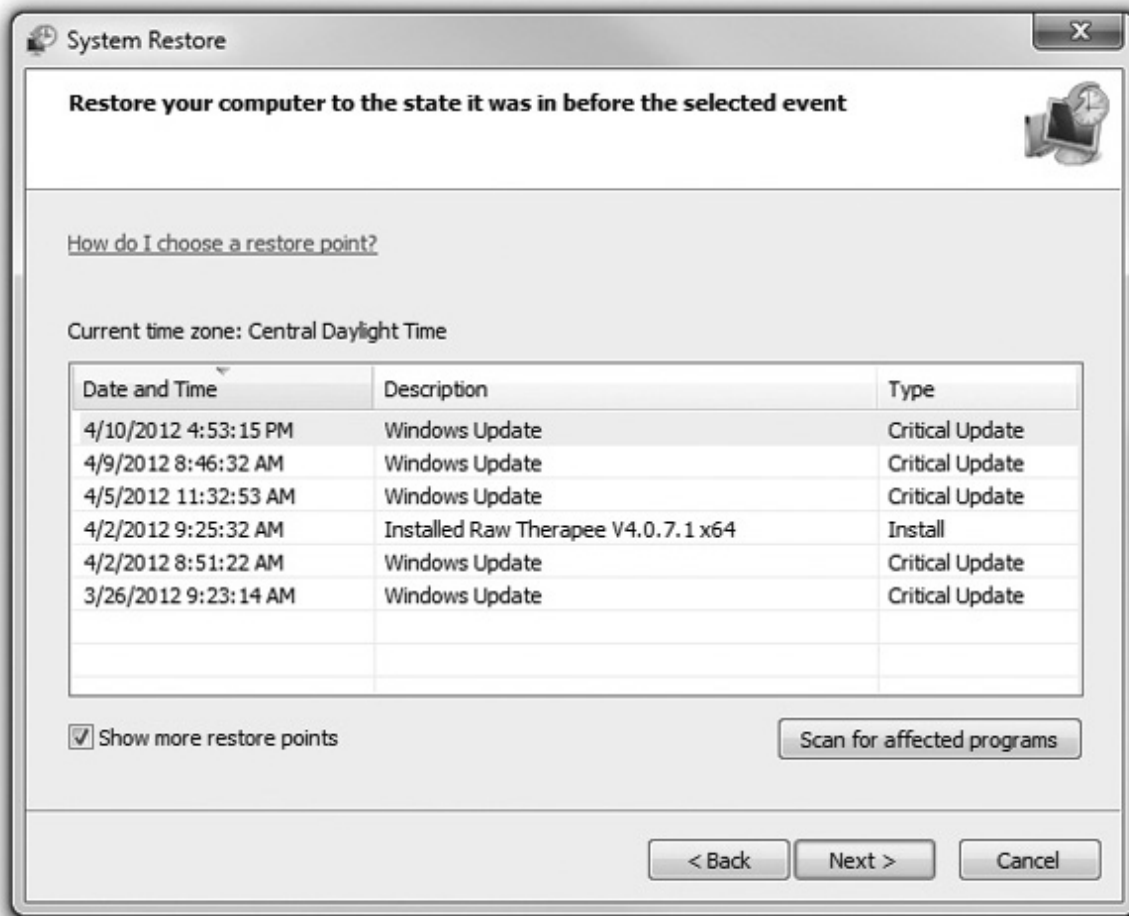 System Restore
Restore your computer to the state it was in before the selected event
How do I choose a restore point?
Current time zone: Central Daylight Time
Date and Time Description Type
4/10/2012 4:53:15 PM Windows Update Critical Update
4/9/2012 8:46:32 AM Windows Update Critical Update
4/5/2012 11:32:53 AM Windows Update Critical Update
4/2/2012 9:25:32 AM Installed Raw Therapee V4.0.7.1 x64 Install
4/2/2012 8:51:22 AM Windows Update Critical Update
3/26/2012 9:23:14 AM Windows Update Critical Update
Show more restore points Scan for affected programs
< Back Next > Cancel